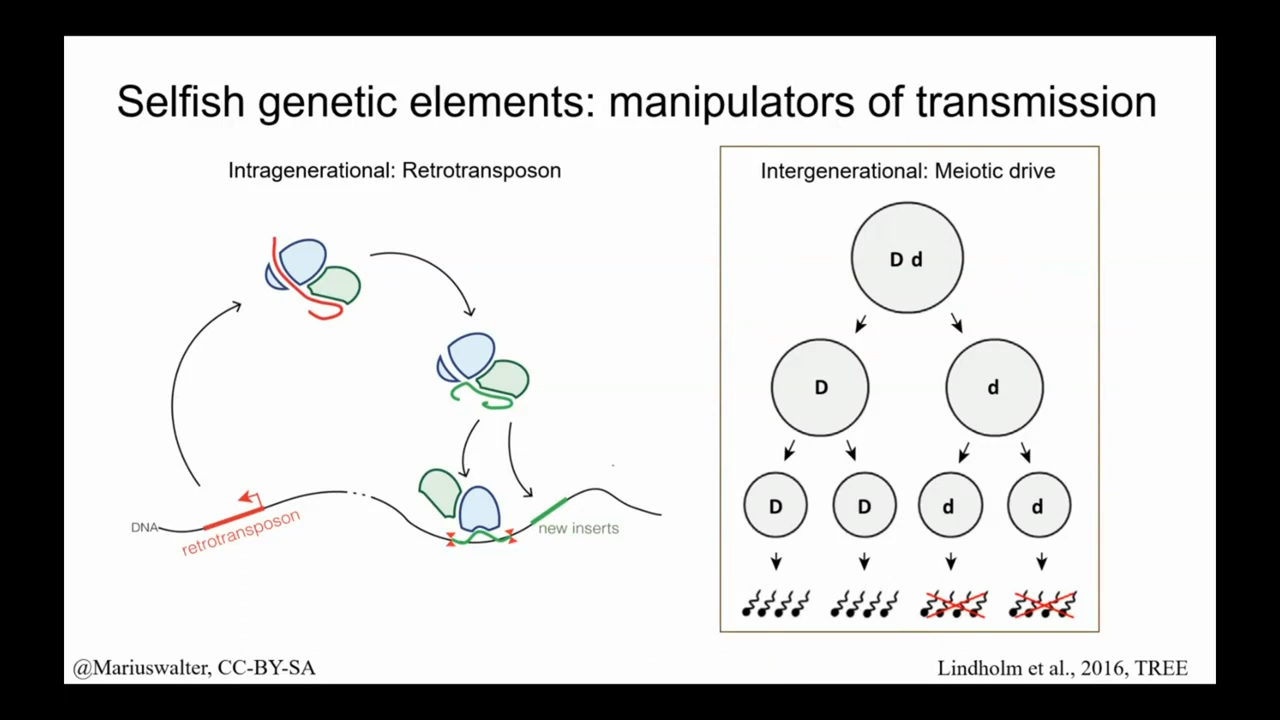 Selfish genetic elements: manipulators of transmission
Intragenerational: Retrotransposon
DNA
retrotransposon
new inserts
Intergenerational: Meiotic drive
D d
D
d
D
D
d
d
@Mariuswalter, CC-BY-SA
Lindholm et al., 2016, TREE